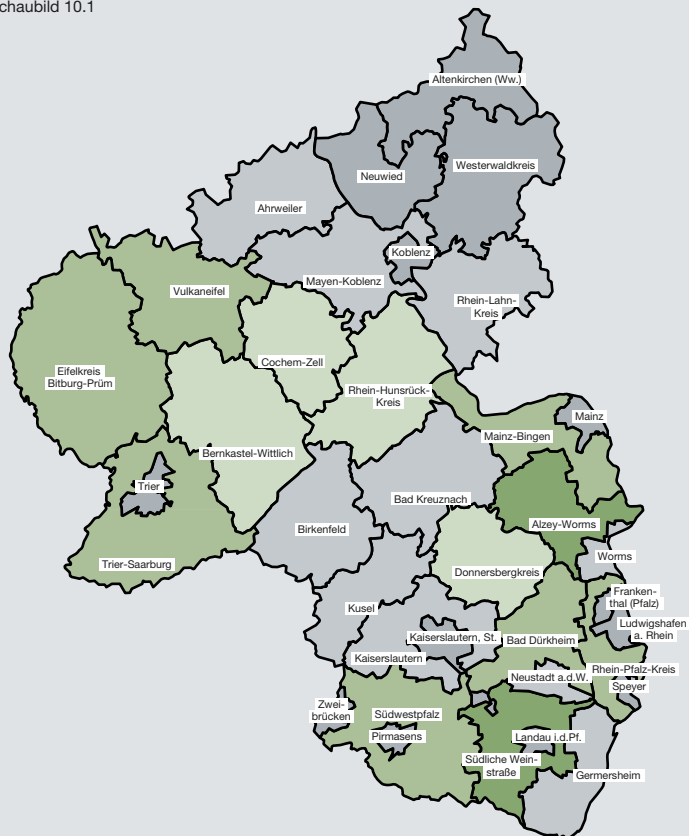 chaubild 10.1
Altenkirchen (Ww.)
Westerwaldkreis
Neuwied
Ahrweiler
Koblenz
Mayen-Koblenz
Vulkaneifel
Rhein-Lahn-
Kreis
Cochem-Zell
Eifelkreis
Bitburg-Prüm
Rhein-Hunsrück-
Kreis
Mainz
Mainz-Bingen
Bernkastel-Wittlich
Trier
Bad Kreuznach
Alzey-Worms
Birkenfeld
Worms
Trier-Saarburg
Donnersbergkreis
Franken-
thal (Pfalz)
Kusel
Ludwigshafen
a. Rhein
Kaiserslautern, St.
Bad Dürkheim
Kaiserslautern
Rhein-Pfalz-Kreis
Neustadt a.d.W.
Speyer
Zwei-
brücken
Südwestpfalz
Pirmasens
Landau i.d.Pf.
Südliche Wein-
straße
Germersheim